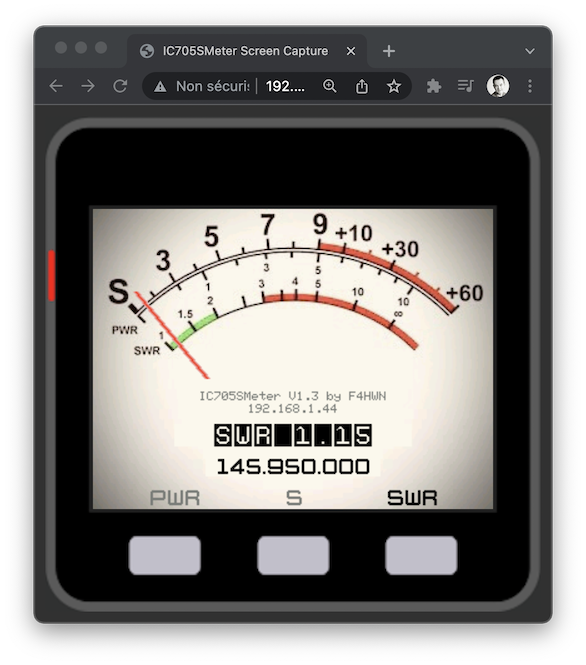 IC705SMeter Screen Capture
Non sécuri: 192....
S 3 5 7 9 +10 +30 +60
PWR 1 3 5 10
SWR 1 1.5 2 3 4 5 10 ∞
IC705SMeter V1.3 by F4HWN
192.168.1.44
SWR 1.15
145.950.000
PWR S SWR